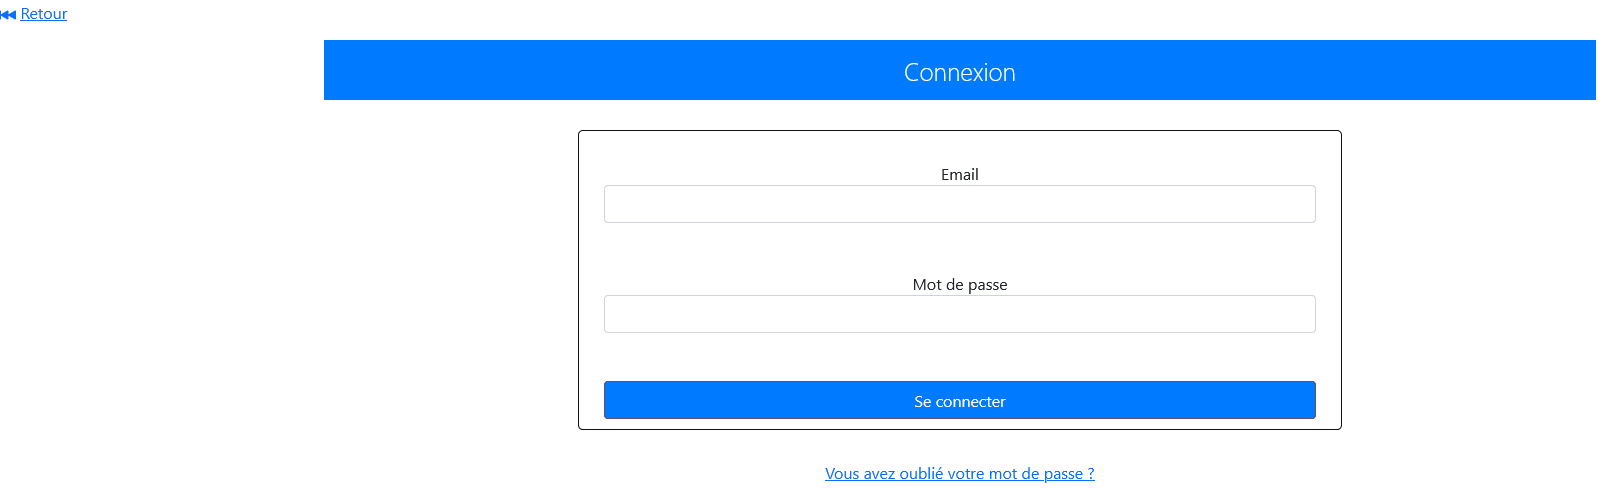 Retour
Connexion
Email
Mot de passe
Se connecter
Vous avez oublié votre mot de passe ?